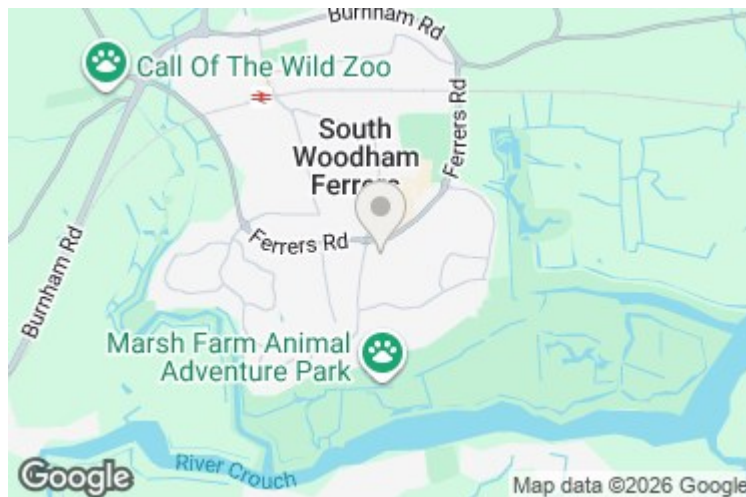 Burnham Rd
Call Of The Wild Zoo
South
Woodham
Ferrers
Ferrers Rd
Ferrers Rd
Burnham Rd
Marsh Farm Animal
Adventure Park
River Crouch
Google
Map data ©2026 Google